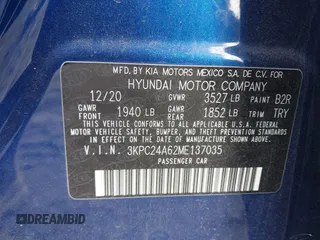 MFD. BY KIA MOTORS MEXICO S.A. DE C.V. FOR
HYUNDAI MOTOR COMPANY
12/20 GVWR 3527 LB PAINT B2R
GAWR FRONT 1940 LB GAWR REAR 1852 LB TRIM TRY
THIS VEHICLE CONFORMS TO ALL APPLICABLE U.S. FEDERAL MOTOR
VEHICLE SAFETY, BUMPER, AND THEFT PREVENTION STANDARDS
IN EFFECT ON THE DATE OF MANUFACTURE SHOWN ABOVE.
V.I.N. 3KPC24A62ME137035
PASSENGER CAR
DREAMBID